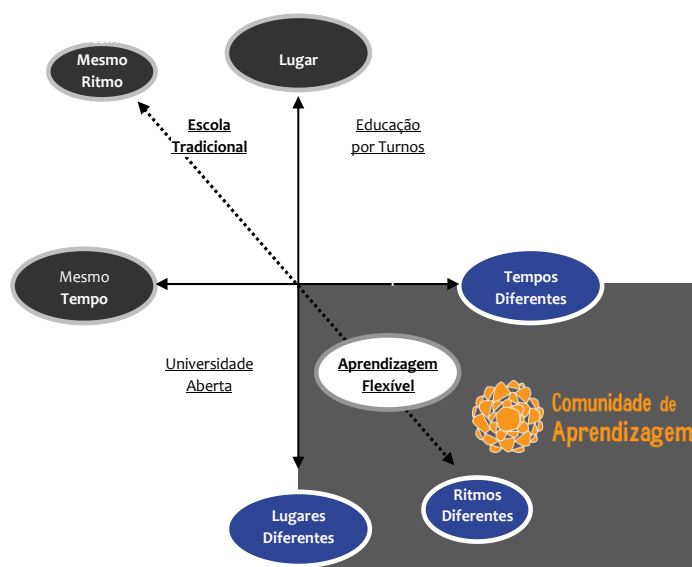 Mesmo
Ritmo
Lugar
Escola
Tradicional
Educação
por Turnos
Mesmo
Tempo
Tempos
Diferentes
Universidade
Aberta
Aprendizagem
Flexível
Comunidade de
Aprendizagem
Lugares
Diferentes
Ritmos
Diferentes